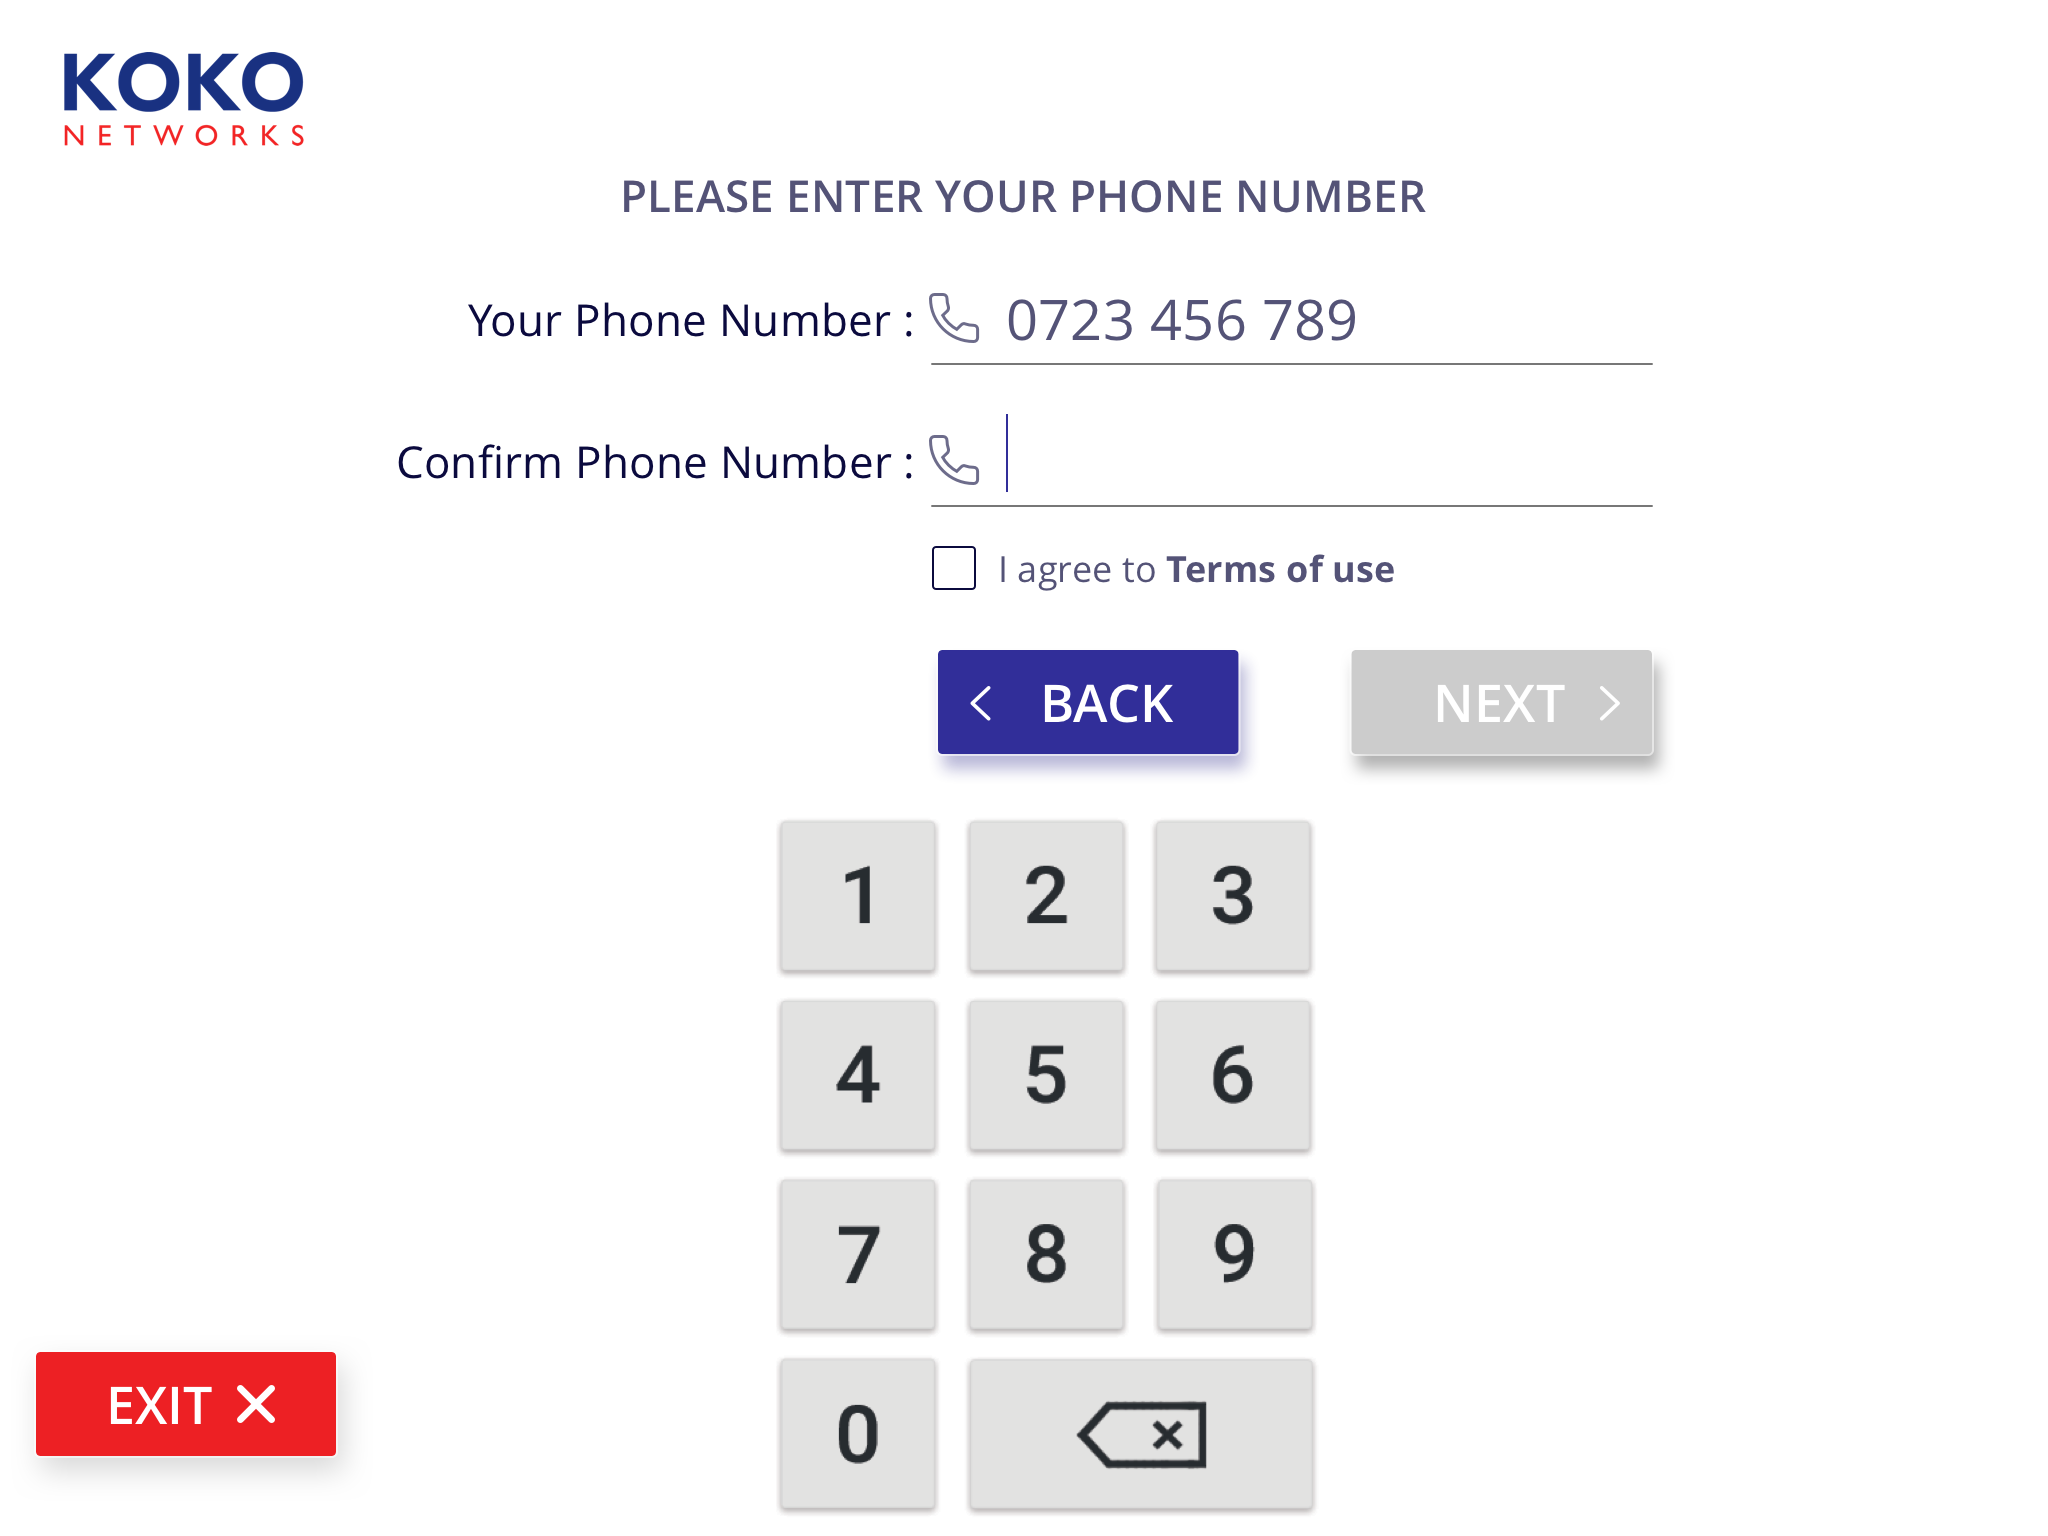 KOKO
NETWORKS
PLEASE ENTER YOUR PHONE NUMBER
Your Phone Number : 0723 456 789
Confirm Phone Number :
I agree to Terms of use
BACK NEXT
1 2 3
4 5 6
7 8 9
EXIT
0